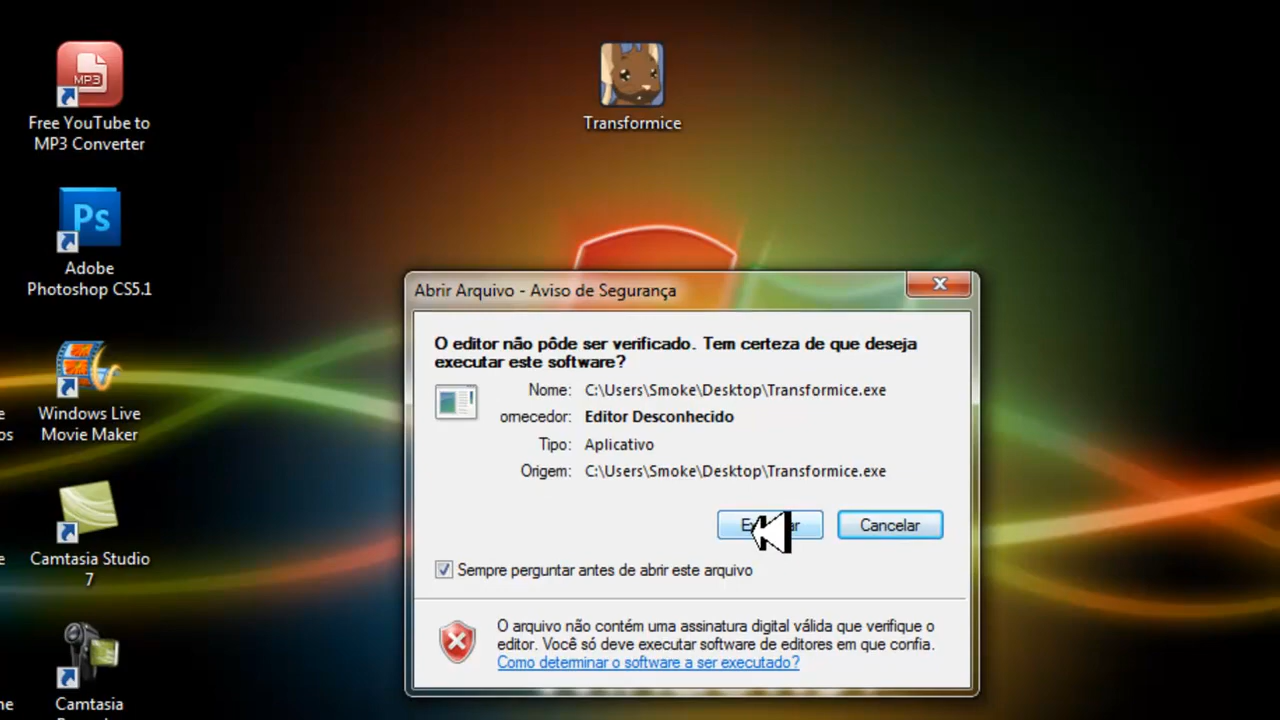 MP3
Free YouTube to
MP3 Converter
Transformice
Ps
Adobe
Photoshop CS5.1
Windows Live
Movie Maker
Camtasia Studio
7
Camtasia
e
os
e
ne
Abrir Arquivo - Aviso de Segurança
O editor não pôde ser verificado. Tem certeza de que deseja
executar este software?
Nome: C:\Users\Smoke\Desktop\Transformice.exe
ornecedor: Editor Desconhecido
Tipo: Aplicativo
Origem: C:\Users\Smoke\Desktop\Transformice.exe
Cancelar
Sempre perguntar antes de abrir este arquivo
O arquivo não contém uma assinatura digital válida que verifique o
editor. Você só deve executar software de editores em que confia.
Como determinar o software a ser executado?